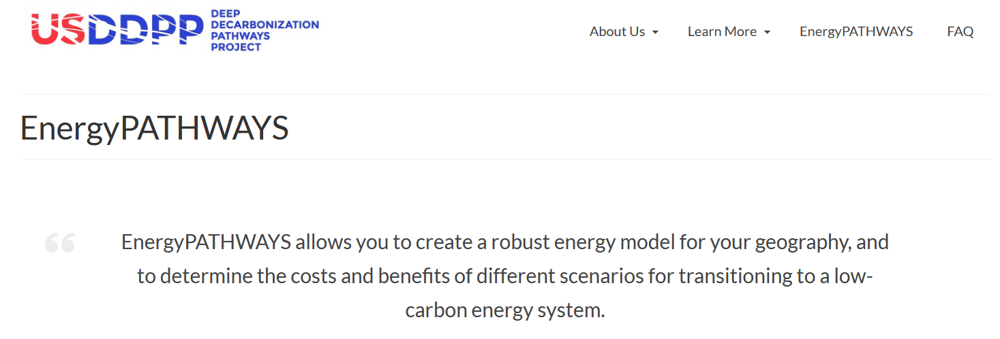 USDDPP
DEEP
DECARBONIZATION
PATHWAYS
PROJECT
About Us
Learn More
EnergyPATHWAYS
FAQ
EnergyPATHWAYS
“
EnergyPATHWAYS allows you to create a robust energy model for your geography, and
to determine the costs and benefits of different scenarios for transitioning to a low-
carbon energy system.